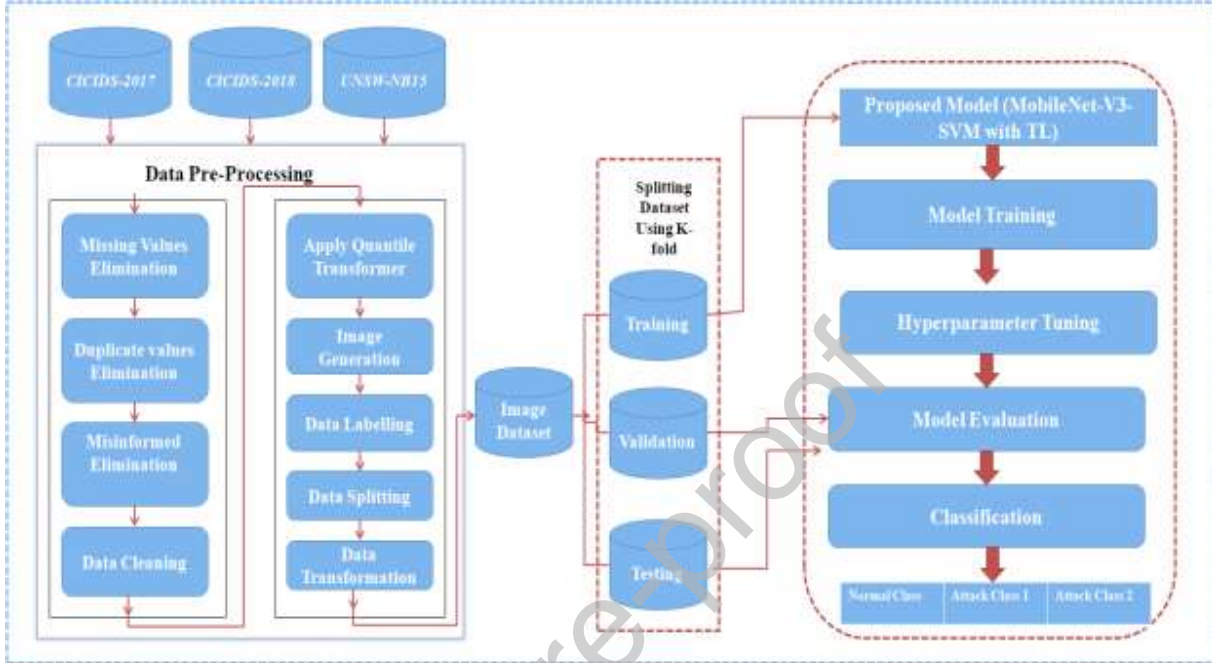 CICIDS-2017
CICIDS-2018
UNSW-NB15
Data Pre-Processing
Missing Values
Elimination
Duplicate values
Elimination
Misinformed
Elimination
Data Cleaning
Apply Quantile
Transformer
Image
Generation
Data Labelling
Data Splitting
Data
Transformation
Image
Dataset
Splitting
Dataset
Using K-
fold
Training
Validation
Testing
Proposed Model (MobileNet-V3-
SVM with TL)
Model Training
Hyperparameter Tuning
Model Evaluation
Classification
Normal Class
Attack Class 1
Attack Class 2
re-proof